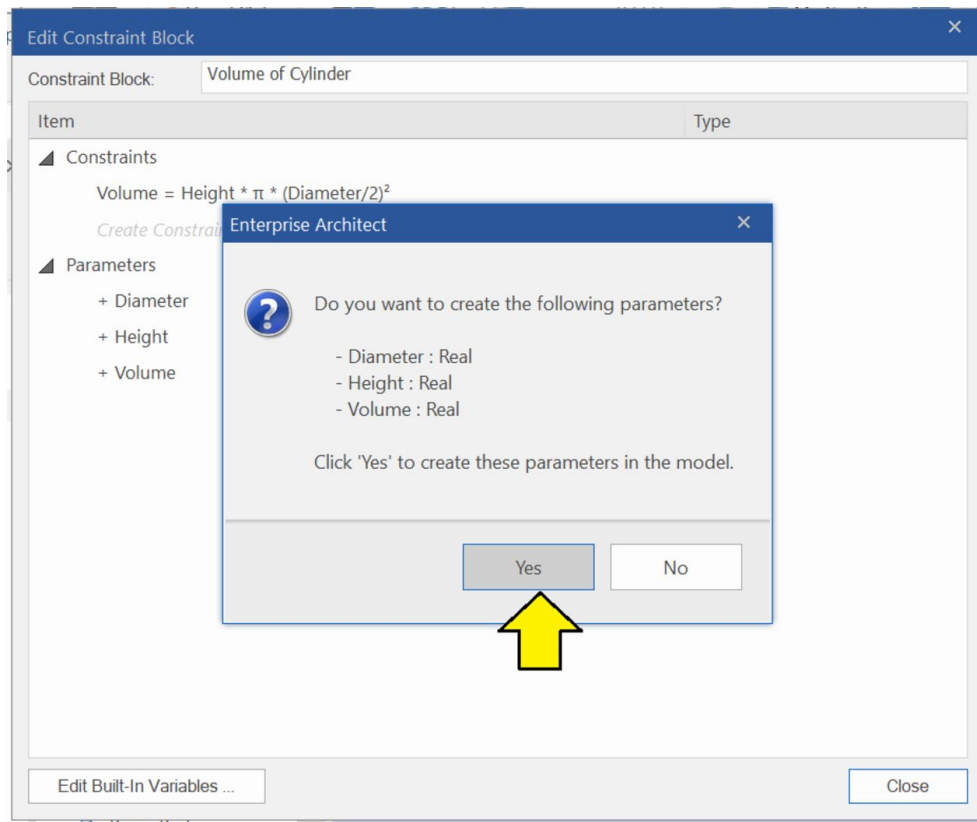 Edit Constraint Block
Constraint Block: Volume of Cylinder
Item Type
Constraints
Volume = Height * π * (Diameter/2)²
Create Constrai
Parameters
+ Diameter
+ Height
+ Volume
Enterprise Architect
Do you want to create the following parameters?
- Diameter : Real
- Height : Real
- Volume : Real
Click 'Yes' to create these parameters in the model.
Yes No
Edit Built-In Variables ... Close